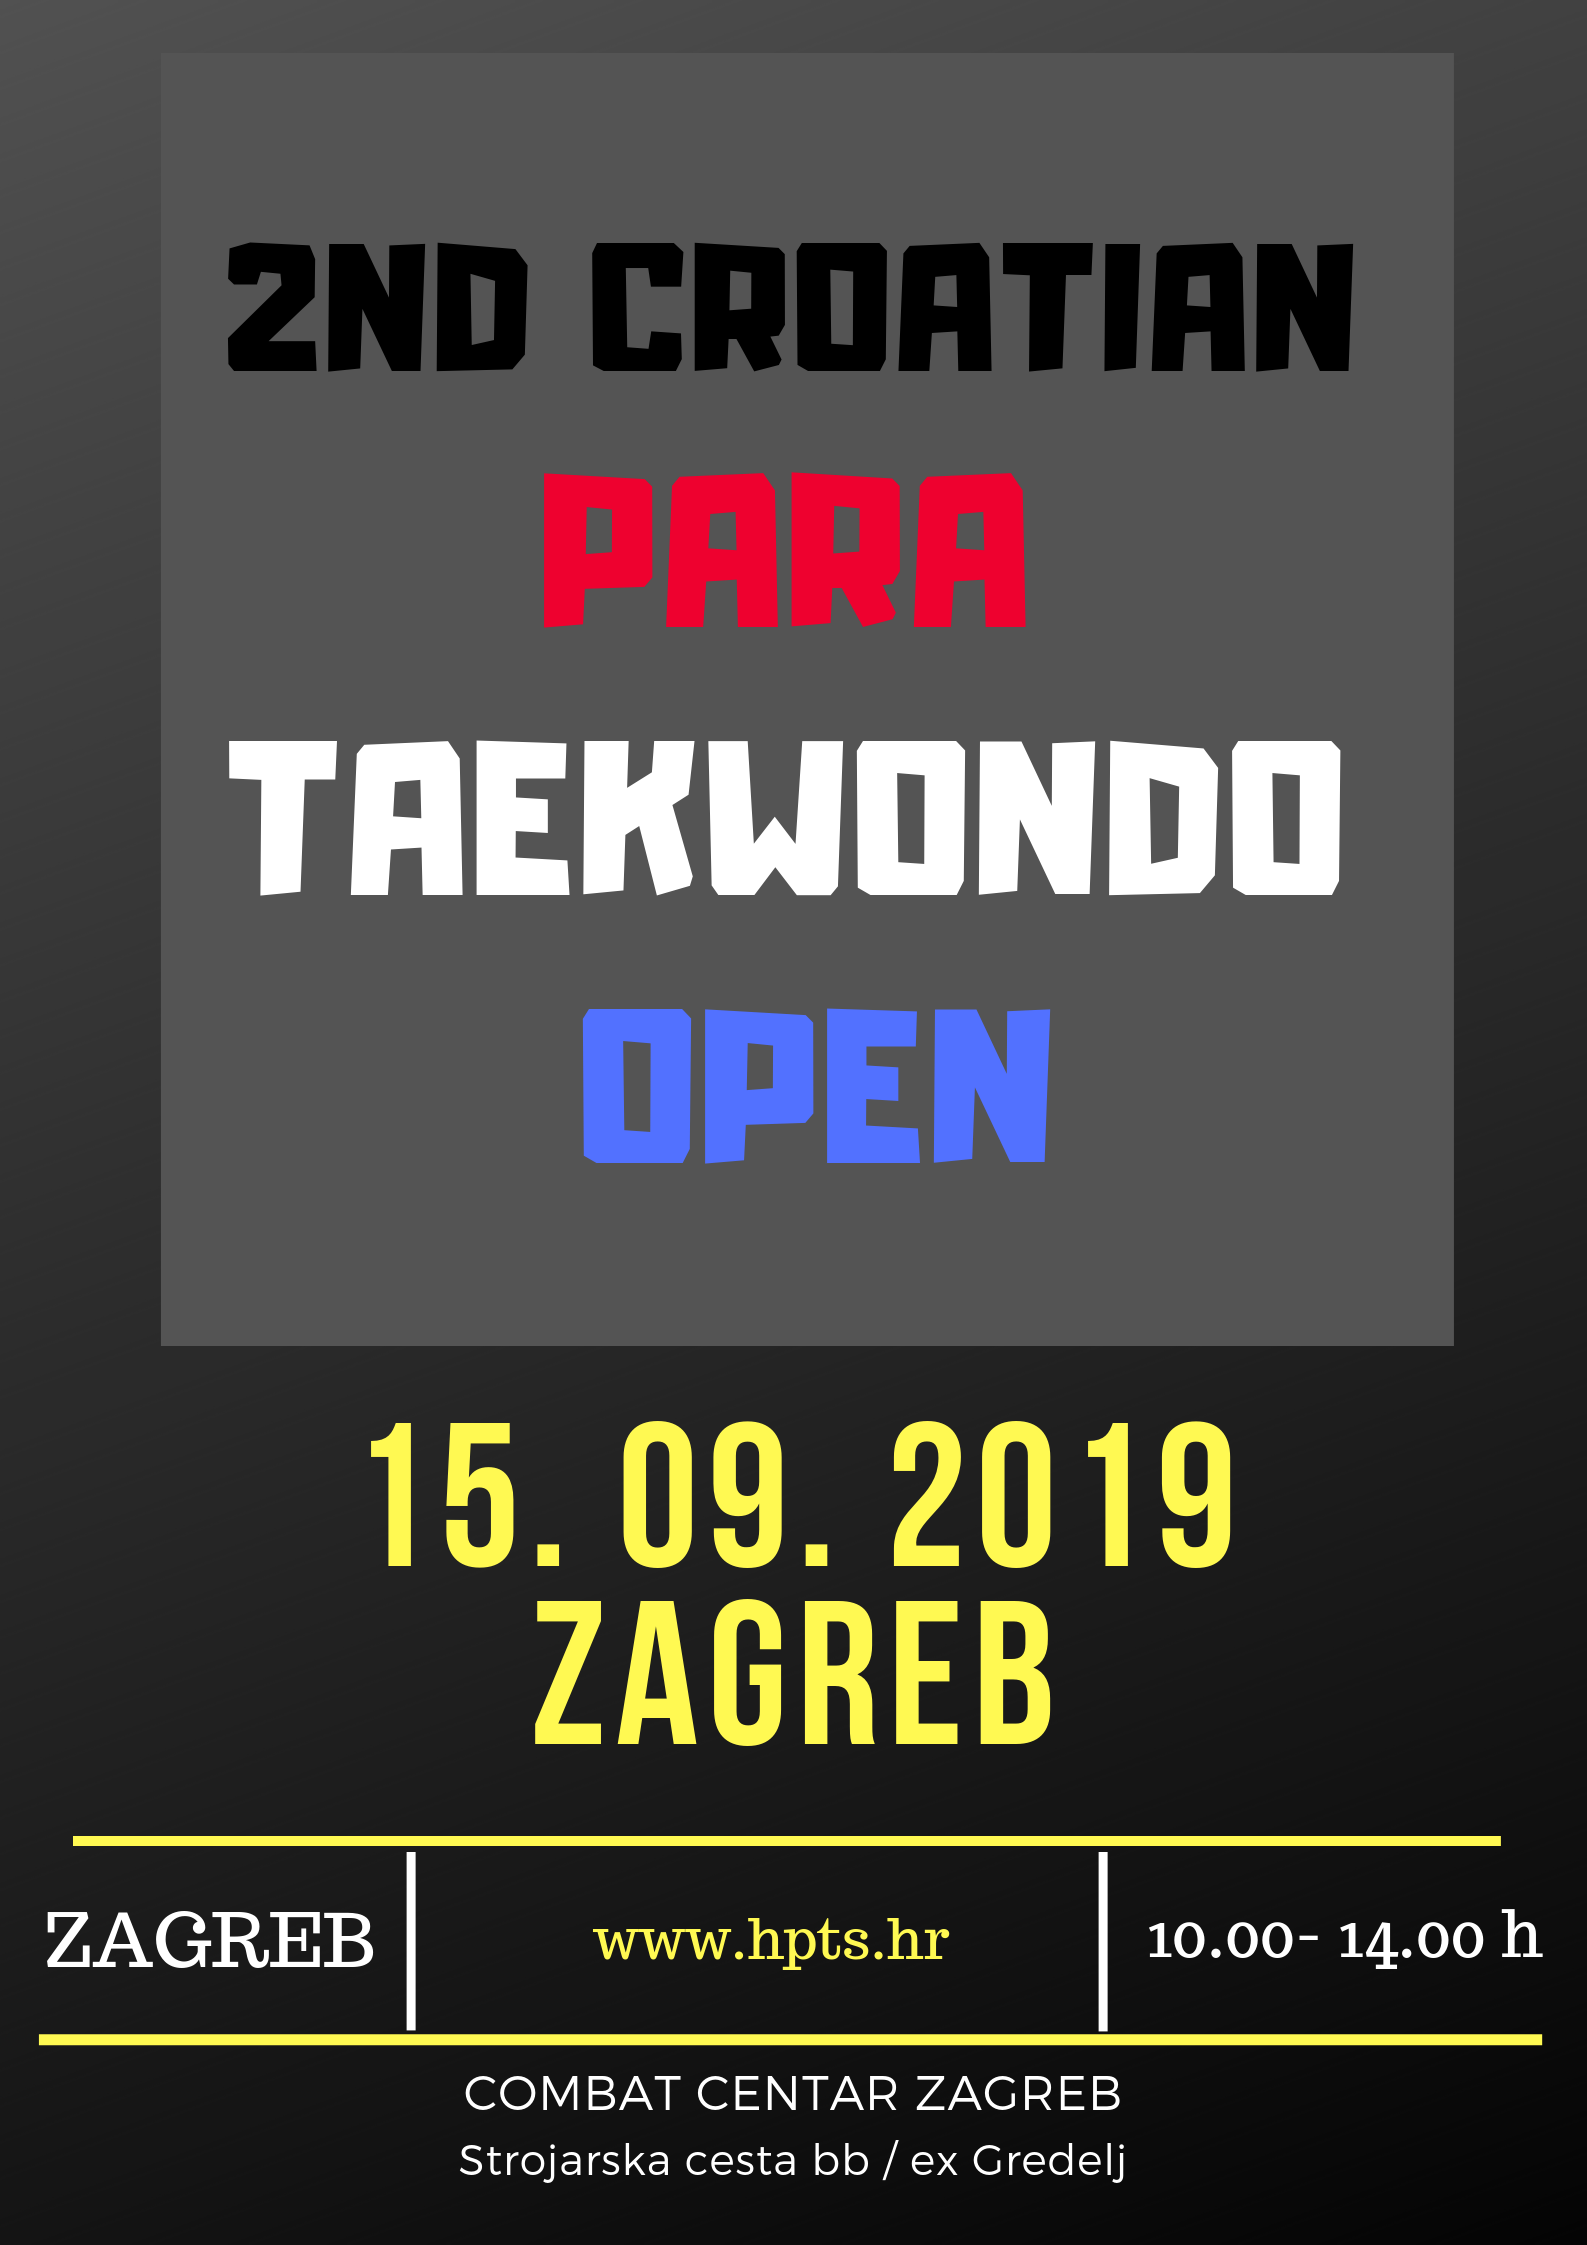 2ND CROATIAN
PARA
TAEKWONDO
OPEN
15. 09. 2019
ZAGREB
ZAGREB
www.hpts.hr
10.00- 14.00 h
COMBAT CENTAR ZAGREB
Strojarska cesta bb / ex Gredelj